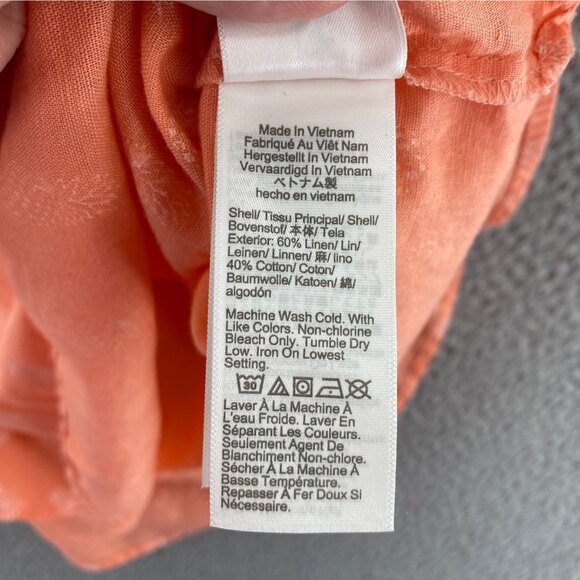 Made In Vietnam
Fabriqué Au Viêt Nam
Hergestellt In Vietnam
Vervaardigd In Vietnam
ベトナム製
hecho en vietnam
Shell/ Tissu Principal/ Shell/
Bovenstof/ 本体/ Tela
Exterior: 60% Linen/ Lin/
Leinen/ Linnen/ 麻/ lino
40% Cotton/ Coton/
Baumwolle/ Katoen/ 綿/
algodón
Machine Wash Cold. With
Like Colors. Non-chlorine
Bleach Only. Tumble Dry
Low. Iron On Lowest
Setting.
30
Laver À La Machine À
L'eau Froide. Laver En
Séparant Les Couleurs.
Seulement Agent De
Blanchiment Non-chlore.
Sécher À La Machine À
Basse Température.
Repasser À Fer Doux Si
Nécessaire.